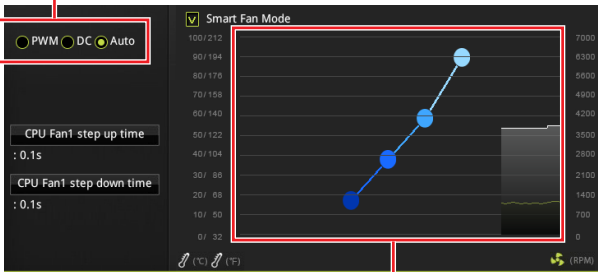 PWM DC Auto
V Smart Fan Mode
100/212 7000
90/194 6300
80/176 5600
70/158 4900
60/140 4200
50/122 3500
40/104 2800
30/ 86 2100
20/ 68 1400
10/ 50 700
0/ 32 0
CPU Fan1 step up time
: 0.1s
CPU Fan1 step down time
: 0.1s
(°C) (°F) (RPM)